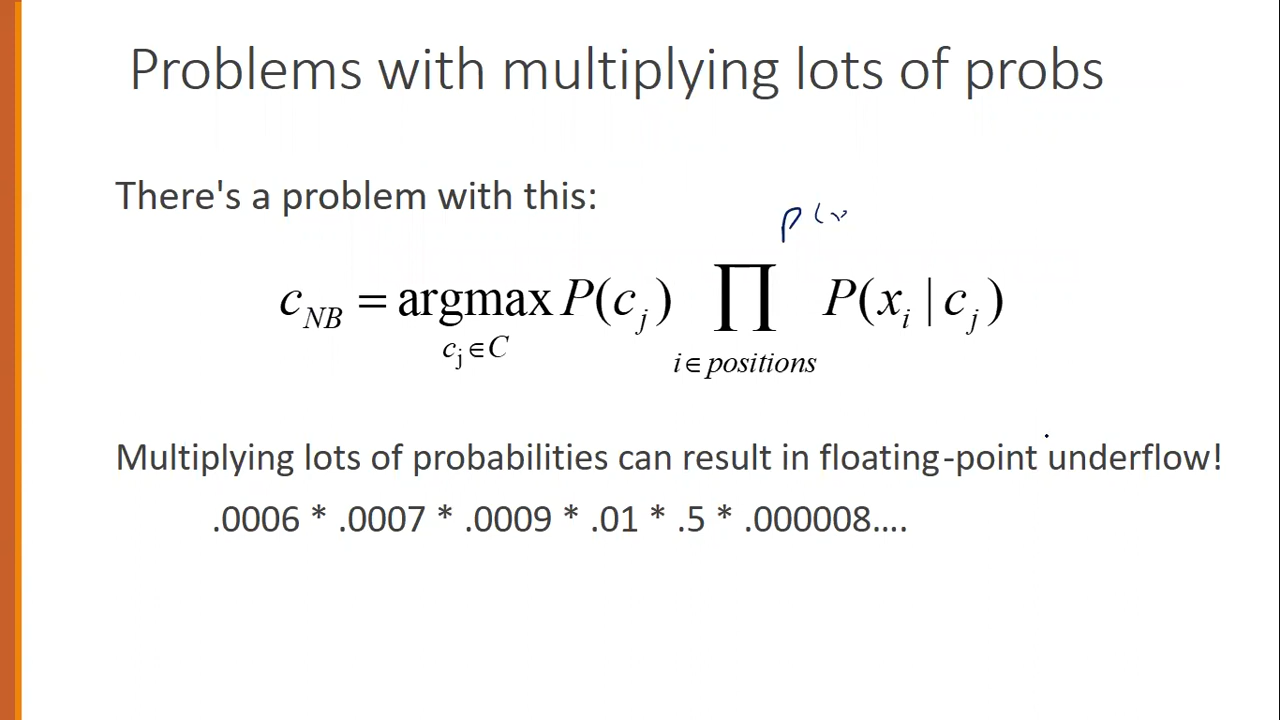 Problems with multiplying lots of probs
There's a problem with this:
P(x
c_NB = argmax_{c_j ∈ C} P(c_j) ∏_{i ∈ positions} P(x_i | c_j)
Multiplying lots of probabilities can result in floating-point underflow!
.0006 * .0007 * .0009 * .01 * .5 * .000008....